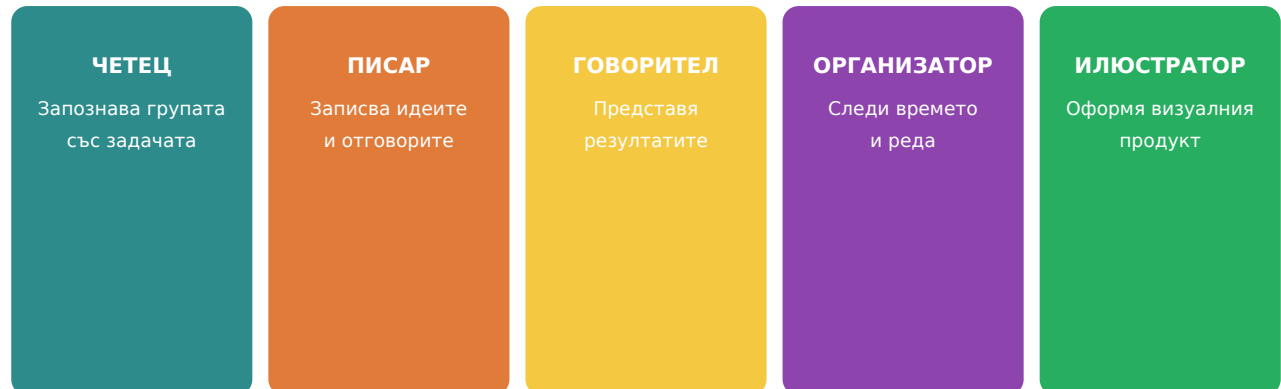 ЧЕТЕЦ
Запознава групата
със задачата
ПИСАР
Записва идеите
и отговорите
ГОВОРИТЕЛ
Представя
резултатите
ОРГАНИЗАТОР
Следи времето
и реда
ИЛЮСТРАТОР
Оформя визуалния
продукт